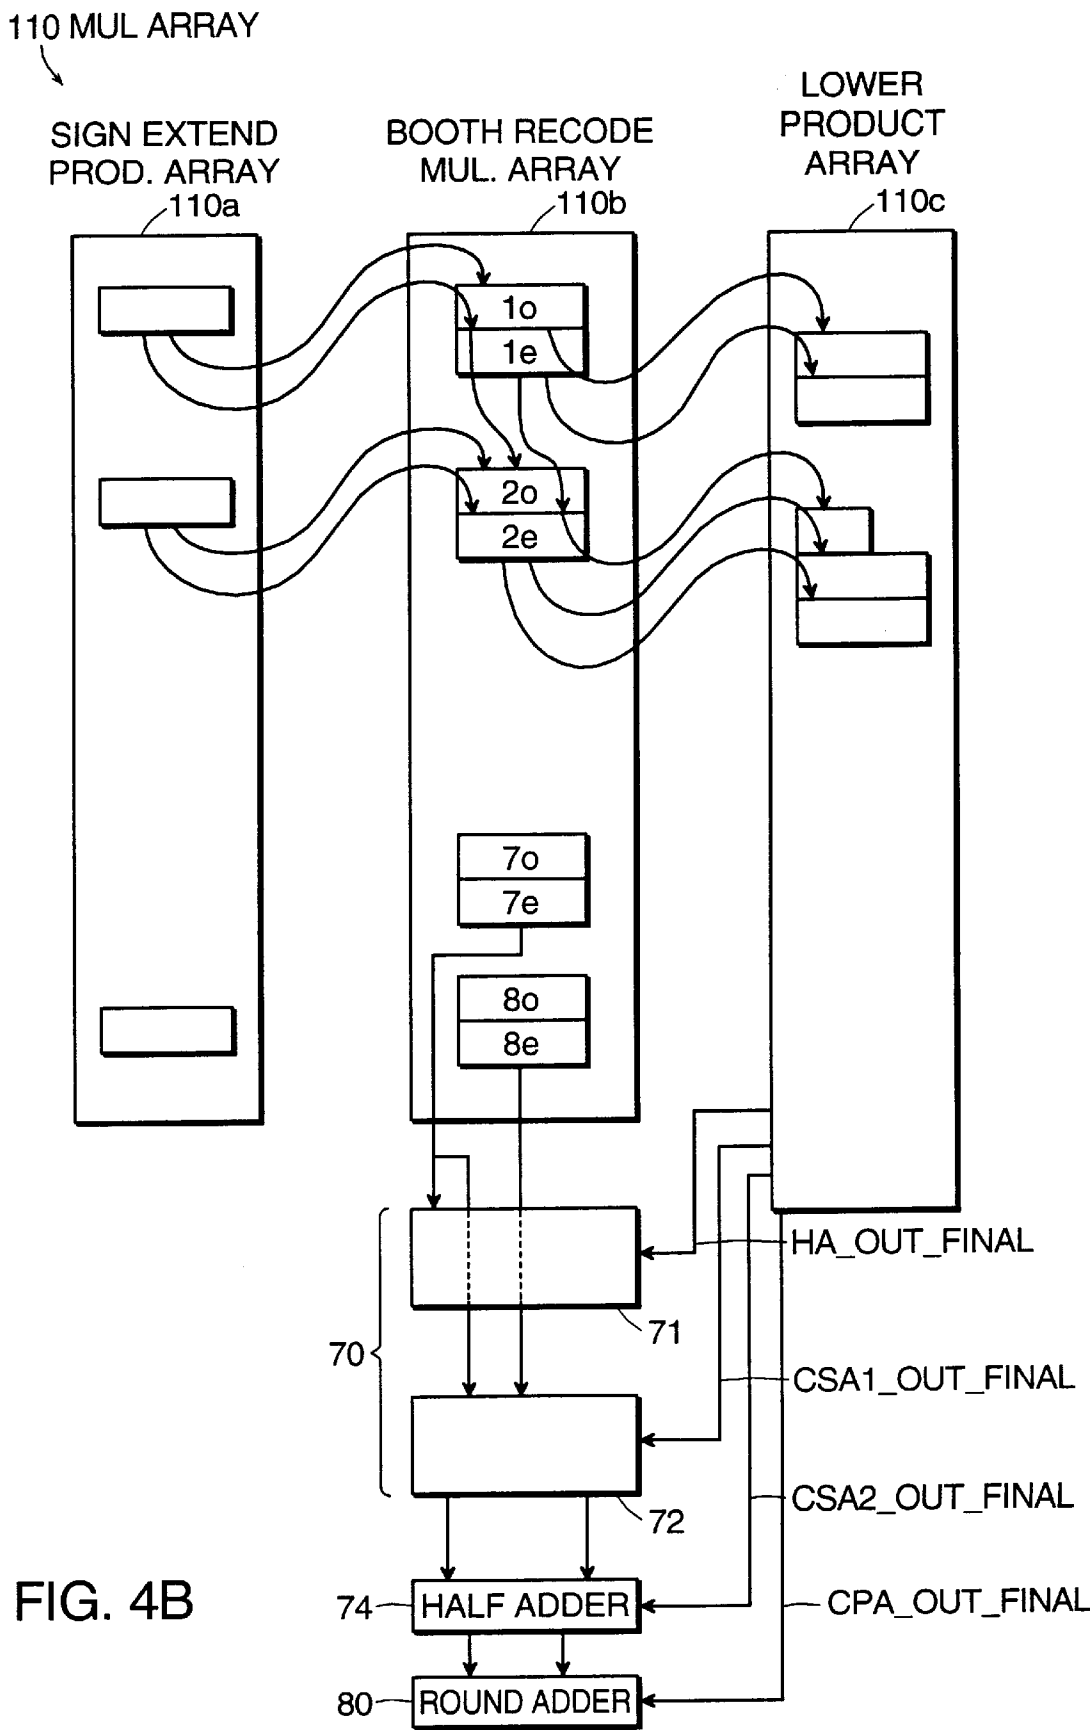 110 MUL ARRAY
SIGN EXTEND
PROD. ARRAY
110a
BOOTH RECODE
MUL. ARRAY
110b
LOWER
PRODUCT
ARRAY
110c
1o
1e
2o
2e
7o
7e
8o
8e
HA_OUT_FINAL
71
70
CSA1_OUT_FINAL
72
CSA2_OUT_FINAL
FIG. 4B
74
HALF ADDER
CPA_OUT_FINAL
80
ROUND ADDER